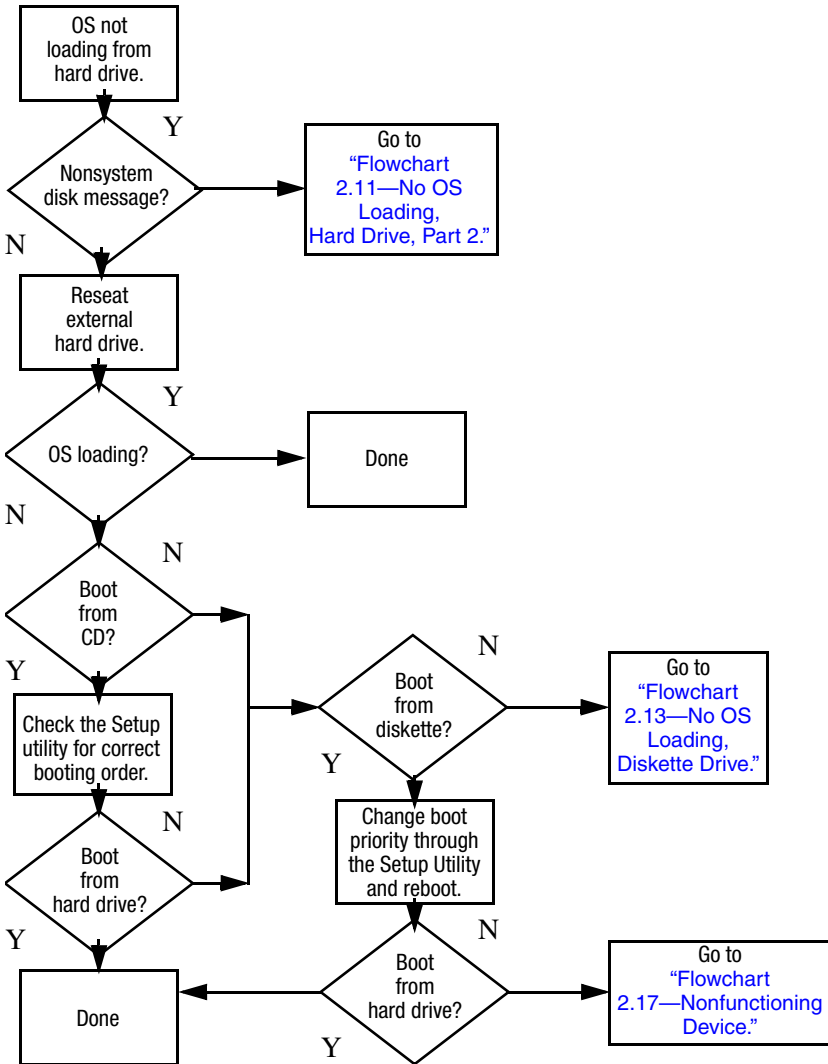 OS not
loading from
hard drive.
Y
Nonsystem
disk message?
Go to
“Flowchart
2.11—No OS
Loading,
Hard Drive, Part 2.”
N
Reseat
external
hard drive.
Y
OS loading?
Done
N
N
Boot
from
CD?
Y
Check the Setup
utility for correct
booting order.
N
Boot
from
hard drive?
Y
Done
Boot
from
diskette?
N
Go to
“Flowchart
2.13—No OS
Loading,
Diskette Drive.”
Y
Change boot
priority through
the Setup Utility
and reboot.
N
Boot
from
hard drive?
Y
Go to
“Flowchart
2.17—Nonfunctioning
Device.”